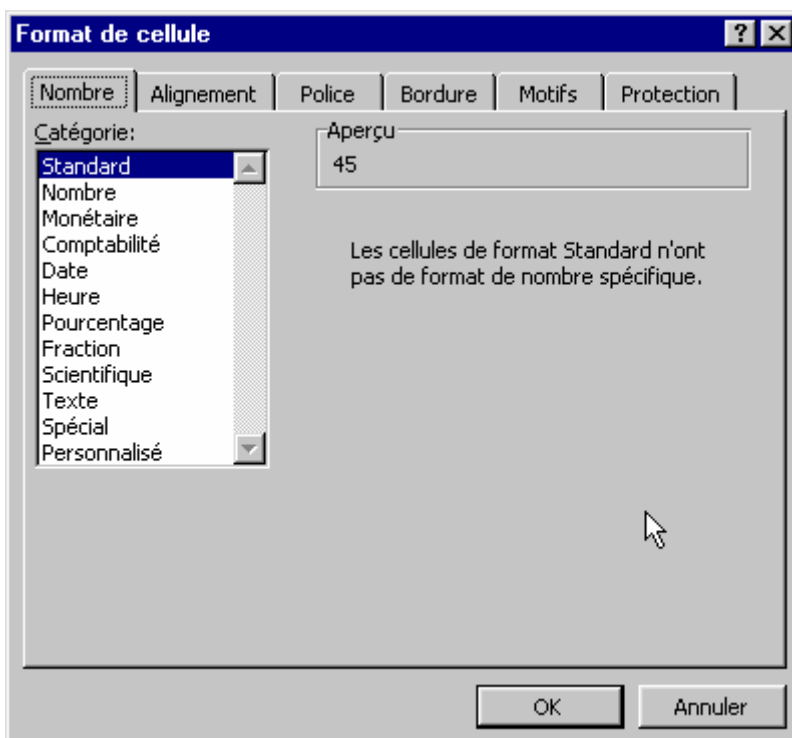 Format de cellule
Nombre Alignement Police Bordure Motifs Protection
Catégorie:
Standard
Nombre
Monétaire
Comptabilité
Date
Heure
Pourcentage
Fraction
Scientifique
Texte
Spécial
Personnalisé
Aperçu
45
Les cellules de format Standard n'ont
pas de format de nombre spécifique.
OK Annuler